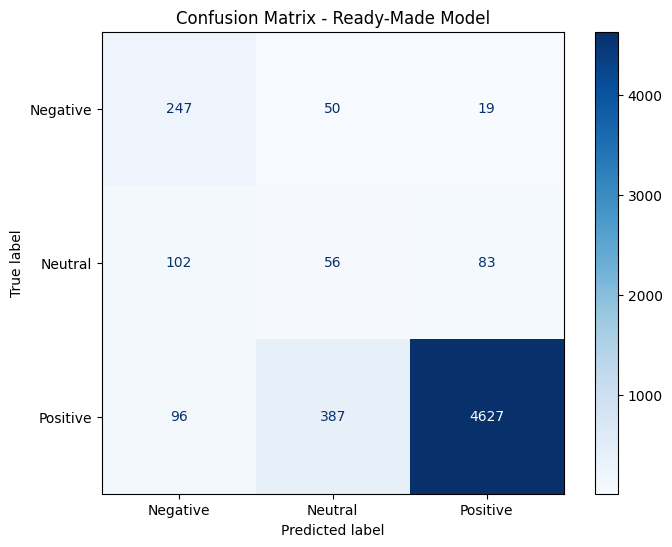 Confusion Matrix - Ready-Made Model
Negative 247 50 19
Neutral 102 56 83
Positive 96 387 4627
Negative Neutral Positive
Predicted label
True label
4000
3000
2000
1000